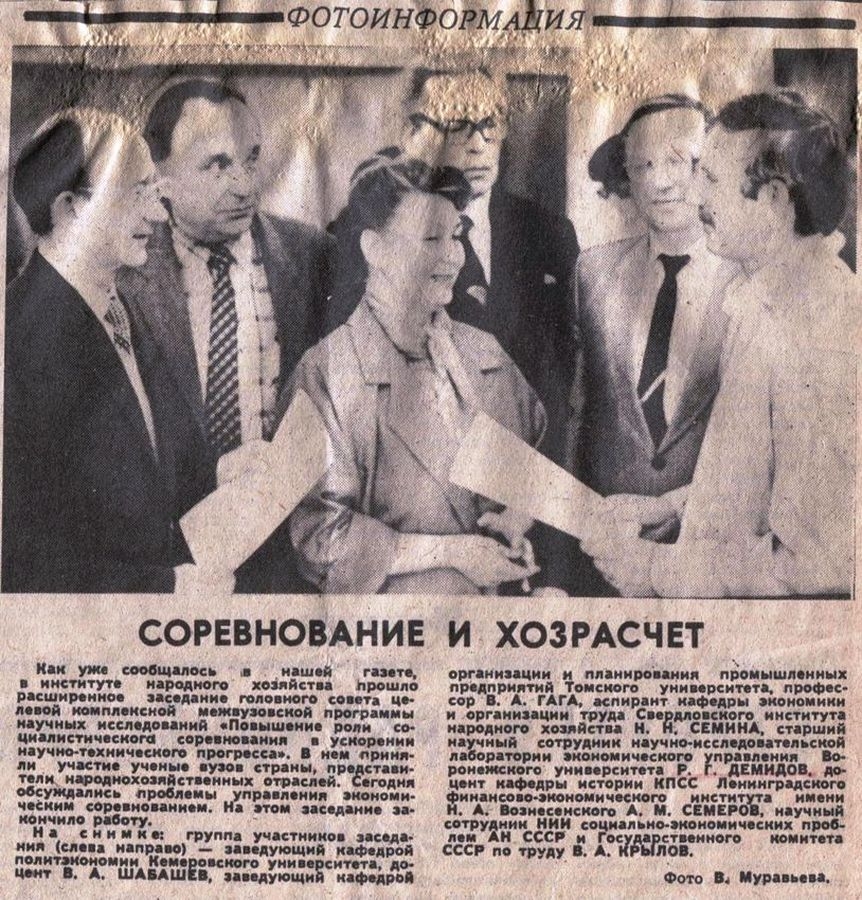 ФОТОИНФОРМАЦИЯ
СОРЕВНОВАНИЕ И ХОЗРАСЧЕТ
Как уже сообщалось в нашей газете,
в институте народного хозяйства прошло
расширенное заседание головного совета це-
левой комплексной межвузовской программы
научных исследований «Повышение роли со-
циалистического соревнования в ускорении
научно-технического прогресса». В нем приня-
ли участие ученые вузов страны, представи-
тели народнохозяйственных отраслей. Сегодня
обсуждались проблемы управления экономи-
ческим соревнованием. На этом заседание за-
кончило работу.
На снимке: группа участников заседа-
ния (слева направо) — заведующий кафедрой
политэкономии Кемеровского университета, до-
цент В. А. ШАБАШЕВ, заведующий кафедрой
организации и планирования промышленных
предприятий Томского университета, профес-
сор В. А. ГАГА, аспирант кафедры экономики
и организации труда Свердловского института
народного хозяйства Н. Н. СЕМИНА, старший
научный сотрудник научно-исследовательской
лаборатории экономического управления Во-
ронежского университета Р. Г. ДЕМИДОВ, до-
цент кафедры истории КПСС Ленинградского
финансово-экономического института имени
Н. А. Вознесенского А. М. СЕМЕРОВ, научный
сотрудник НИИ социально-экономических проб-
лем АН СССР и Государственного комитета
СССР по труду В. А. КРЫЛОВ.
Фото В. Муравьева.